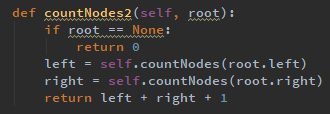 def countNodes2(self, root):
    if root == None:
        return 0
    left = self.countNodes(root.left)
    right = self.countNodes(root.right)
    return left + right + 1